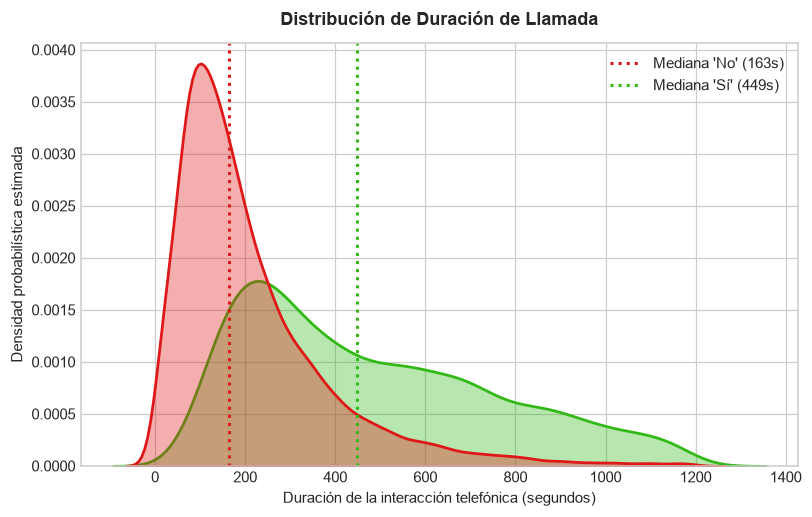 Distribución de Duración de Llamada
Mediana 'No' (163s)
Mediana 'Sí' (449s)
Densidad probabilística estimada
0.0040
0.0035
0.0030
0.0025
0.0020
0.0015
0.0010
0.0005
0.0000
0 200 400 600 800 1000 1200 1400
Duración de la interacción telefónica (segundos)